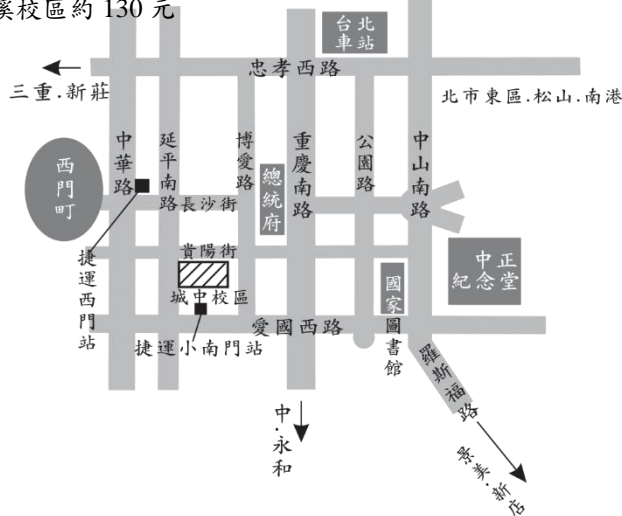 溪校區約 130 元
台北
車站
忠孝西路
三重.新莊
北市東區.松山.南港
中華路
延平南路
博愛路
重慶南路
公園路
中山南路
西門町
總統府
長沙街
貴陽街
中正
紀念堂
捷運西門站
城中校區
國家圖書館
愛國西路
捷運小南門站
羅斯福路
中.永和
景美.新店